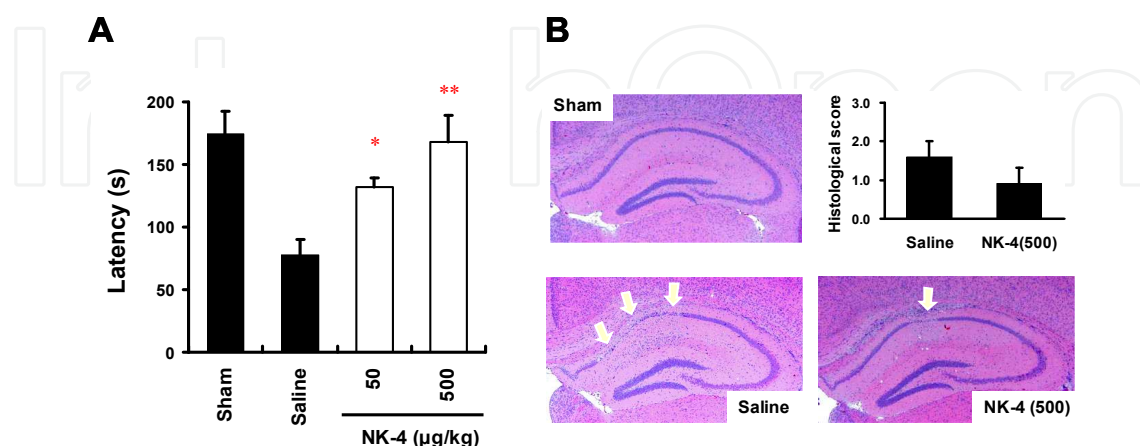 A
B
Latency (s)
200
150
100
50
0
*
**
Sham
Saline
50
500
NK-4 (µg/kg)
Sham
Histological score
3.0
2.0
1.0
0.0
Saline
NK-4(500)
Saline
NK-4 (500)